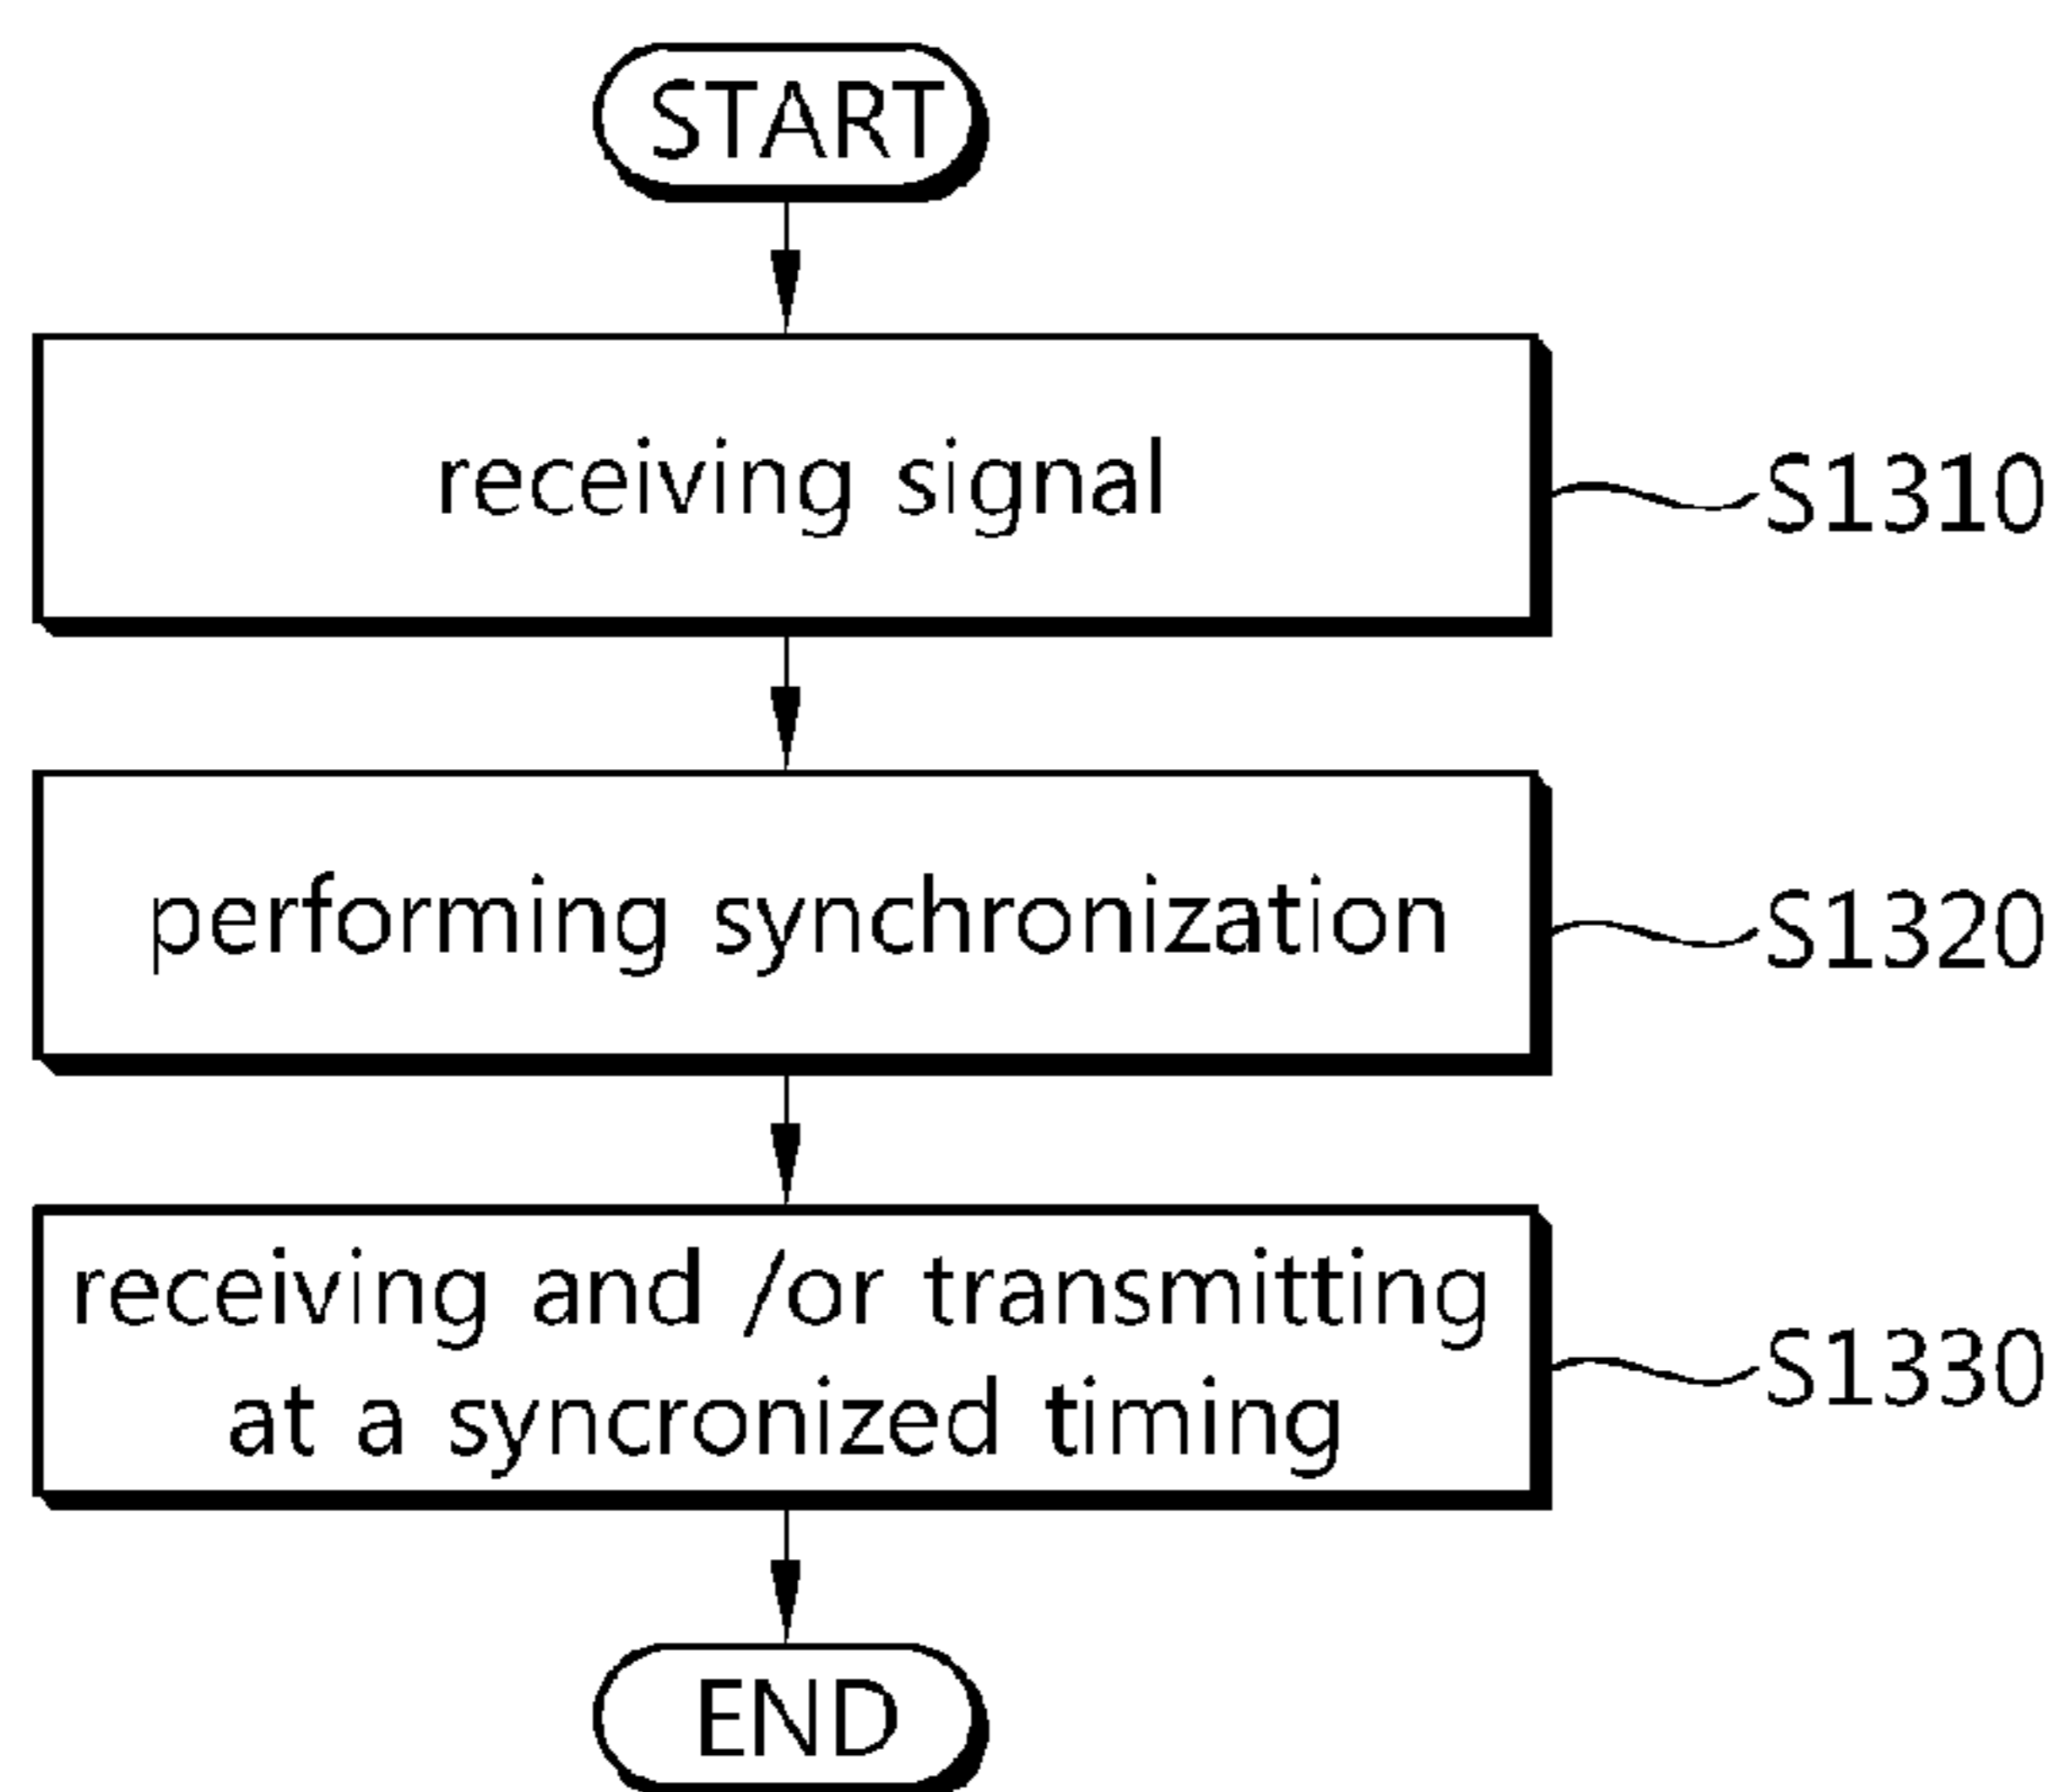 START
receiving signal
S1310
performing synchronization
S1320
receiving and /or transmitting
at a syncronized timing
S1330
END